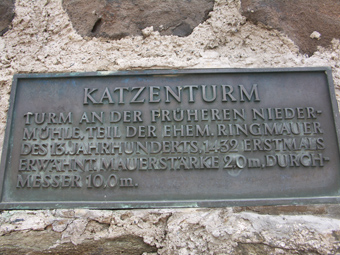 KATZENTURM
TURM AN DER FRÜHEREN NIEDER-
MÜHLE, TEIL DER EHEM. RINGMAUER
DES 13. JAHRHUNDERTS, 1432 ERSTMALS
ERWÄHNT. MAUERSTÄRKE 2,0 m. DURCH-
MESSER 10,0 m.